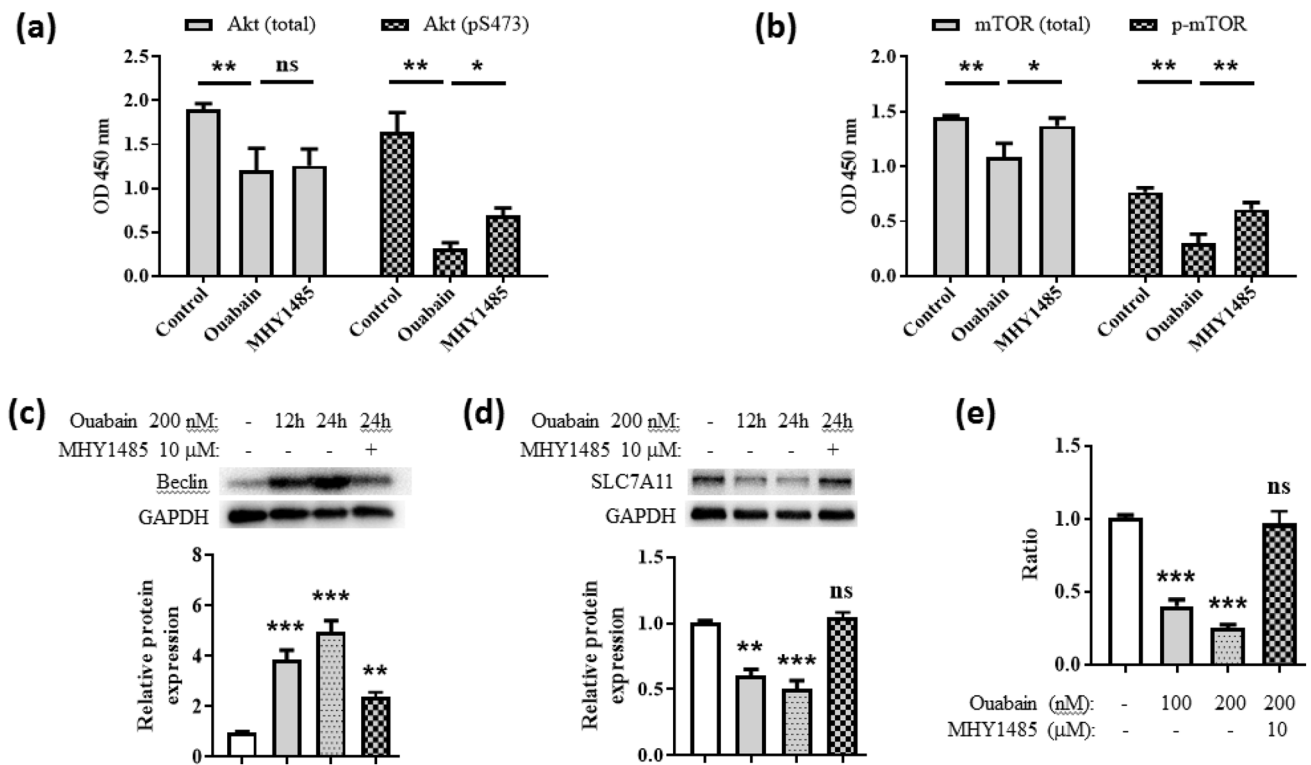 (a)
Akt (total) Akt (pS473)
OD 450 nm
2.5
2.0
1.5
1.0
0.5
0.0
** ns ** *
Control Ouabain MHY1485 Control Ouabain MHY1485
(b)
mTOR (total) p-mTOR
OD 450 nm
2.0
1.5
1.0
0.5
0.0
** * ** **
Control Ouabain MHY1485 Control Ouabain MHY1485
(c)
Ouabain 200 nM: - 12h 24h 24h
MHY1485 10 μM: - - - +
Beclin
GAPDH
Relative protein
expression
8
6
4
2
0
*** *** **
(d)
Ouabain 200 nM: - 12h 24h 24h
MHY1485 10 μM: - - - +
SLC7A11
GAPDH
Relative protein
expression
1.5
1.0
0.5
0.0
** *** ns
(e)
Ratio
1.5
1.0
0.5
0.0
*** *** ns
Ouabain (nM): - 100 200 200
MHY1485 (μM): - - - 10